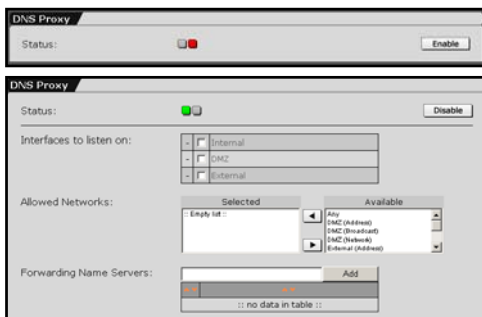 DNS Proxy
Status:
Enable
DNS Proxy
Status:
Disable
Interfaces to listen on:
- Internal
- DMZ
- External
Allowed Networks:
Selected
Available
:: Empty list ::
Any
DMZ (Address)
DMZ (Broadcast)
DMZ (Network)
External (Address)
Forwarding Name Servers:
Add
:: no data in table ::